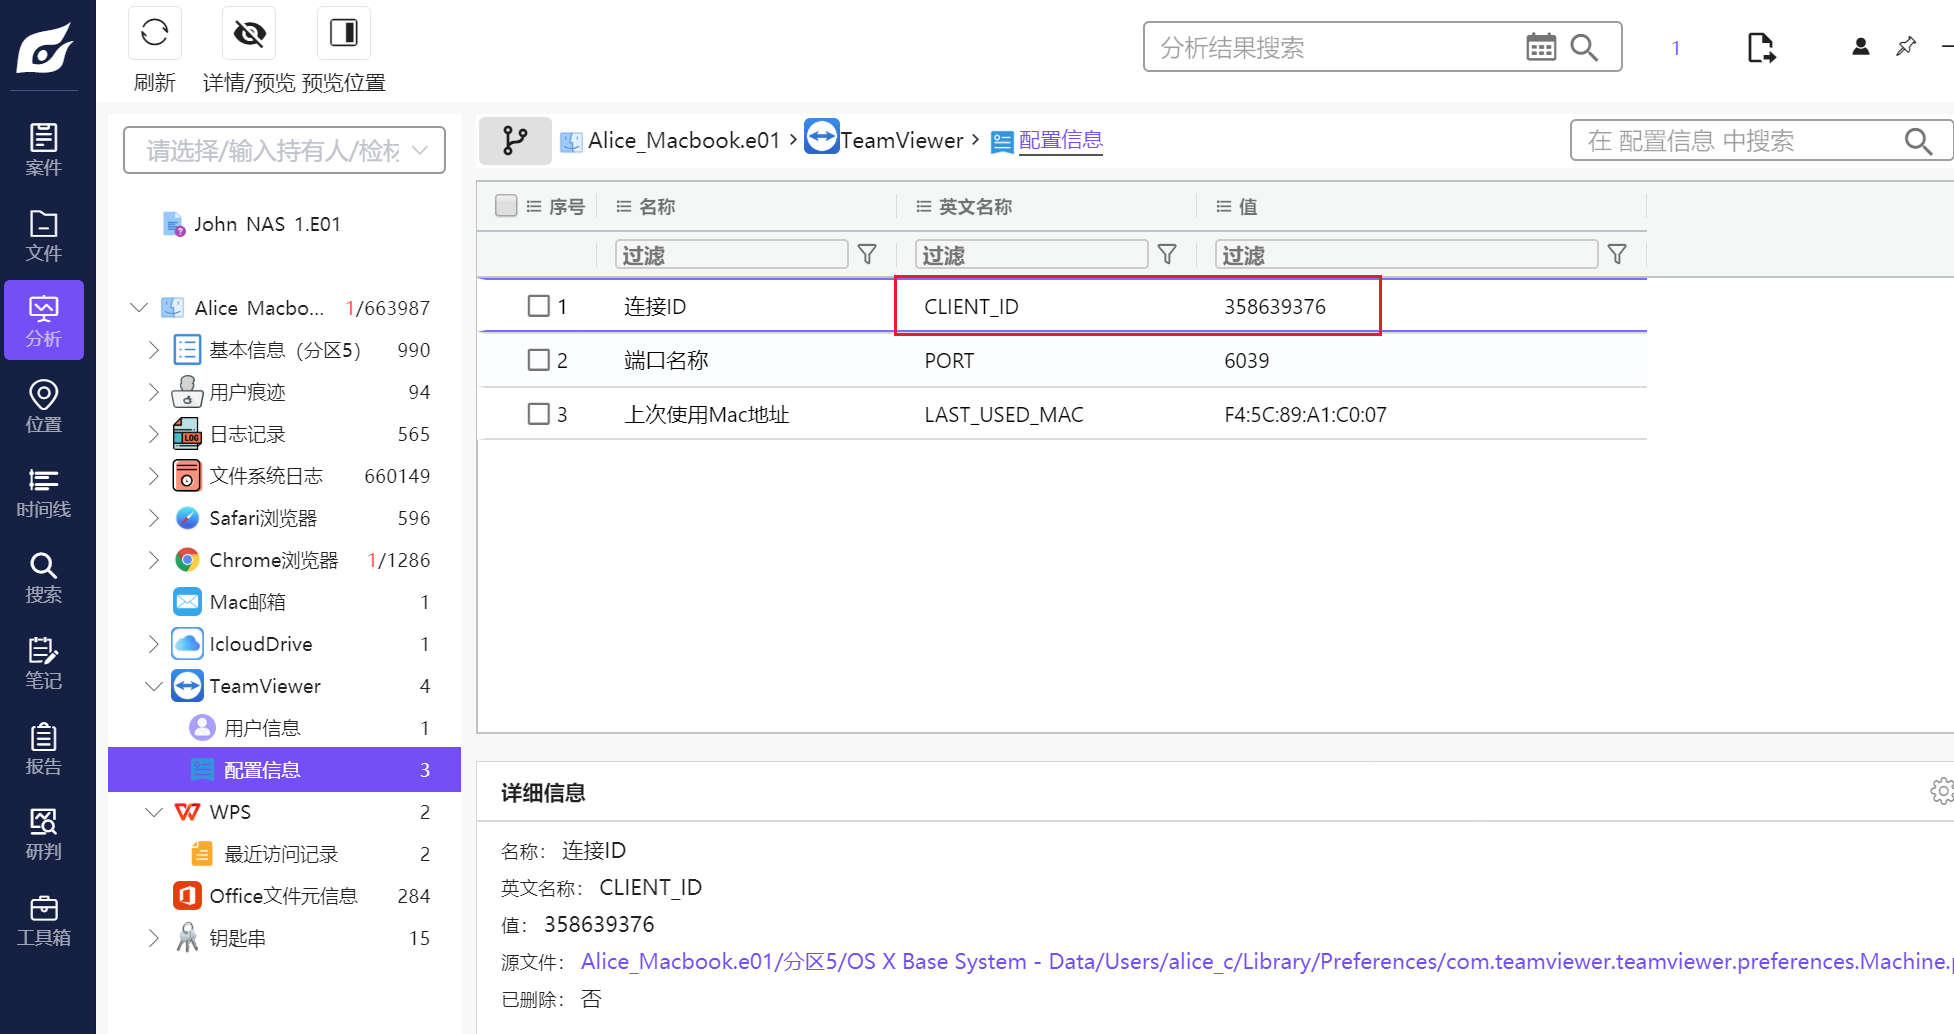 刷新
详情/预览
预览位置
分析结果搜索
1
案件
文件
分析
位置
时间线
搜索
笔记
报告
研判
工具箱
请选择/输入持有人/检材
John NAS 1.E01
Alice Macbo... 1/663987
基本信息（分区5） 990
用户痕迹 94
日志记录 565
文件系统日志 660149
Safari浏览器 596
Chrome浏览器 1/1286
Mac邮箱 1
IcloudDrive 1
TeamViewer 4
用户信息 1
配置信息 3
WPS 2
最近访问记录 2
Office文件元信息 284
钥匙串 15
Alice_Macbook.e01 › TeamViewer › 配置信息
在 配置信息 中搜索
序号 名称 英文名称 值
过滤 过滤 过滤
1 连接ID CLIENT_ID 358639376
2 端口名称 PORT 6039
3 上次使用Mac地址 LAST_USED_MAC F4:5C:89:A1:C0:07
详细信息
名称： 连接ID
英文名称： CLIENT_ID
值： 358639376
源文件： Alice_Macbook.e01/分区5/OS X Base System - Data/Users/alice_c/Library/Preferences/com.teamviewer.teamviewer.preferences.Machine.p
已删除： 否